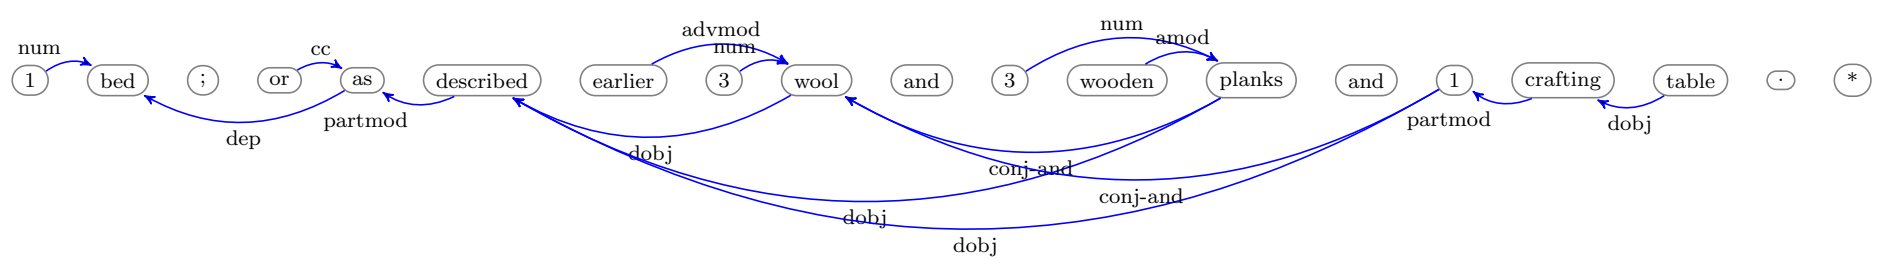 num cc advmod num num amod
1 bed ; or as described earlier 3 wool and 3 wooden planks and 1 crafting table . *
dep partmod dobj conj-and partmod dobj
conj-and
dobj
dobj